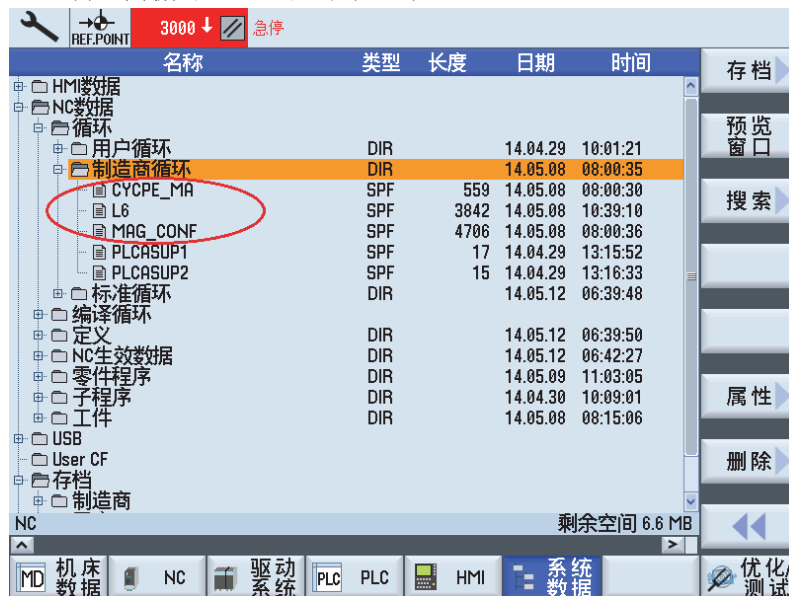 REF.POINT 3000 急停
名称 类型 长度 日期 时间
HMI数据
NC数据
循环
用户循环 DIR 14.04.29 10:01:21
制造商循环 DIR 14.05.08 08:00:35
CYCPE_MA SPF 559 14.05.08 08:00:30
L6 SPF 3842 14.05.08 10:39:10
MAG_CONF SPF 4706 14.05.08 08:00:36
PLCASUP1 SPF 17 14.04.29 13:15:52
PLCASUP2 SPF 15 14.04.29 13:16:33
标准循环 DIR 14.05.12 06:39:48
编译循环
定义 DIR 14.05.12 06:39:50
NC生效数据 DIR 14.05.12 06:42:27
零件程序 DIR 14.05.09 11:03:05
子程序 DIR 14.04.30 10:09:01
工件 DIR 14.05.08 08:15:06
USB
User CF
存档
制造商
NC 剩余空间 6.6 MB
存档
预览
窗口
搜索
属性
删除
MD 机床
数据
NC
驱动
系统
PLC PLC
HMI
系统
数据
优化/
测试